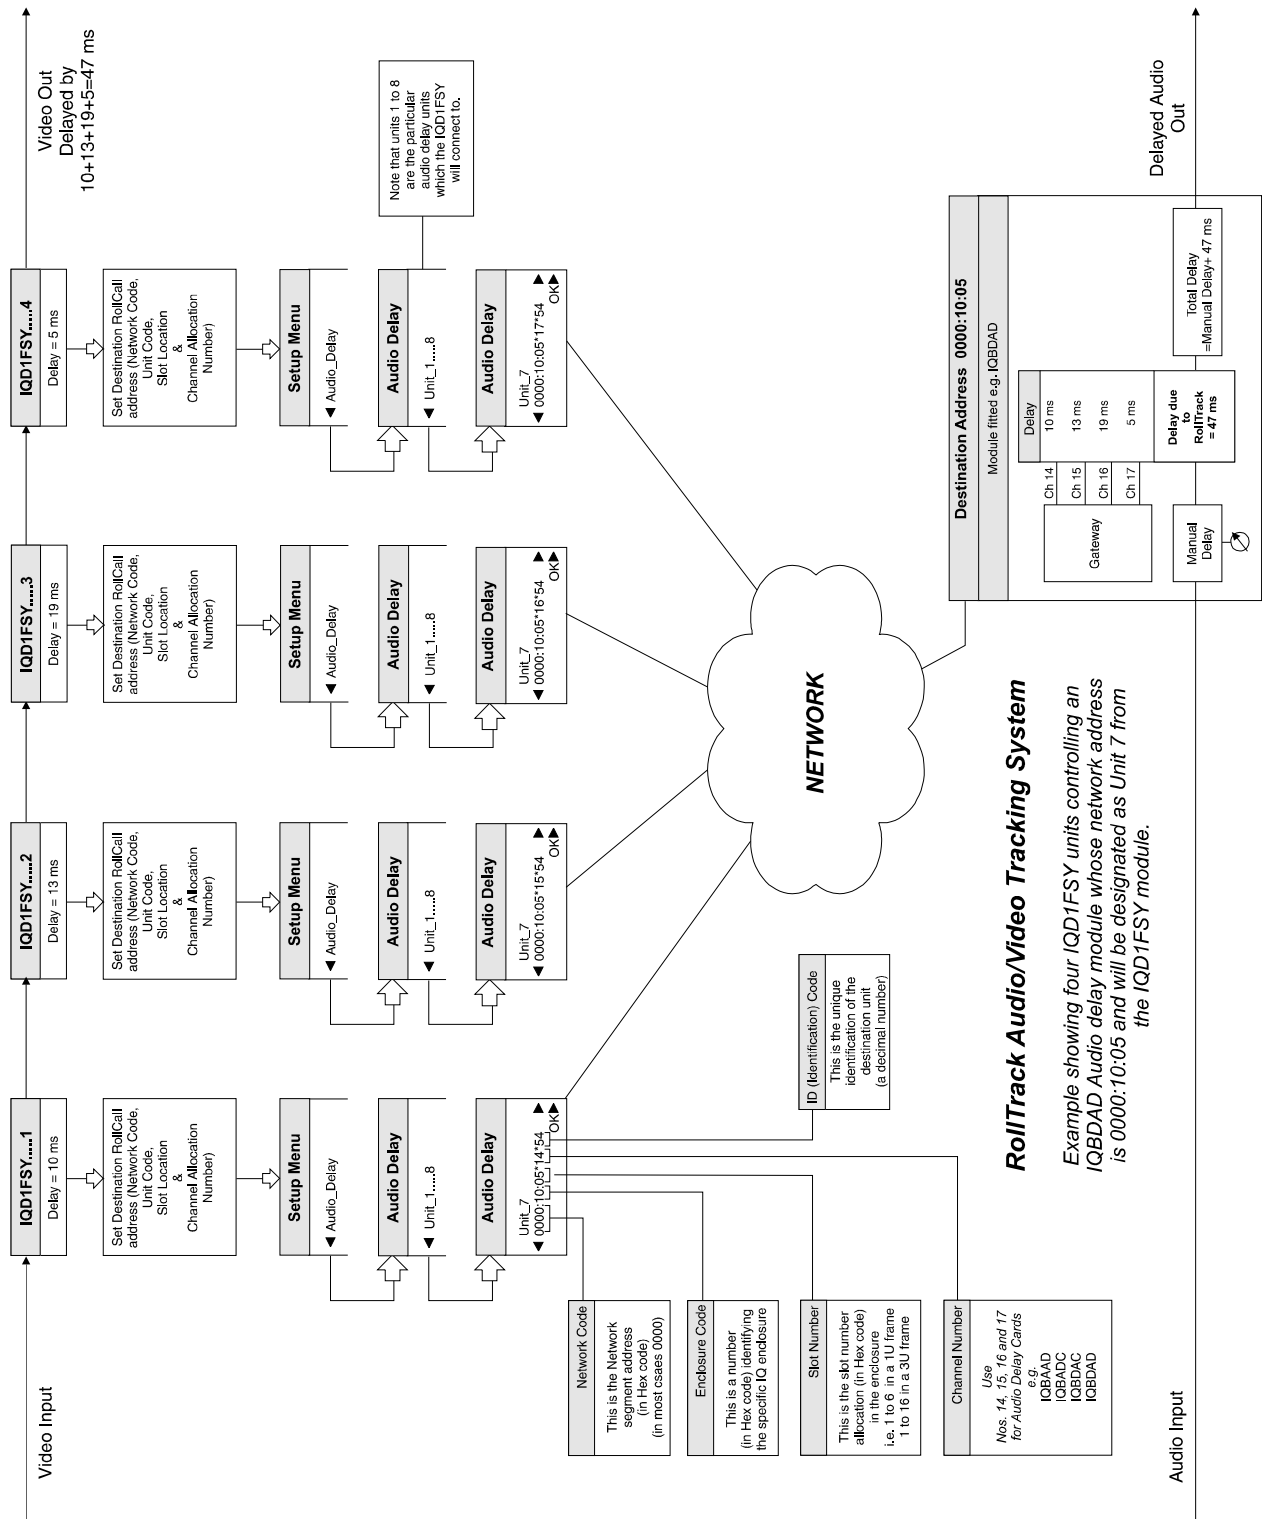 Video Input
IQD1FSY.....1
Delay = 10 ms
Set Destination RollCall
address (Network Code,
Unit Code,
Slot Location
&
Channel Allocation
Number)
Setup Menu
◀ Audio_Delay
Audio Delay
◀ Unit_1.....8
Audio Delay
Unit_7
◀ 0000:10:05*14*54 ▶
OK▶
IQD1FSY.....2
Delay = 13 ms
Set Destination RollCall
address (Network Code,
Unit Code,
Slot Location
&
Channel Allocation
Number)
Setup Menu
◀ Audio_Delay
Audio Delay
◀ Unit_1.....8
Audio Delay
Unit_7
◀ 0000:10:05*15*54 ▶
OK▶
IQD1FSY.....3
Delay = 19 ms
Set Destination RollCall
address (Network Code,
Unit Code,
Slot Location
&
Channel Allocation
Number)
Setup Menu
◀ Audio_Delay
Audio Delay
◀ Unit_1.....8
Audio Delay
Unit_7
◀ 0000:10:05*16*54 ▶
OK▶
IQD1FSY.....4
Delay = 5 ms
Set Destination RollCall
address (Network Code,
Unit Code,
Slot Location
&
Channel Allocation
Number)
Setup Menu
◀ Audio_Delay
Audio Delay
◀ Unit_1.....8
Audio Delay
Unit_7
◀ 0000:10:05*17*54 ▶
OK▶
Video Out
Delayed by
10+13+19+5=47 ms
Note that units 1 to 8
are the particular
audio delay units
which the IQD1FSY
will connect to.
Network Code
This is the Network
segment address
(in Hex code)
(in most csaes 0000)
Enclosure Code
This is a number
(in Hex code) identifying
the specific IQ enclosure
Slot Number
This is the slot number
allocation (in Hex code)
in the enclosure
i.e. 1 to 6 in a 1U frame
1 to 16 in a 3U frame
Channel Number
Use
Nos. 14, 15, 16 and 17
for Audio Delay Cards
e.g.
IQBAAD
IQBADC
IQBDAC
IQBDAD
ID (Identification) Code
This is the unique
identification of the
destination unit
(a decimal number)
NETWORK
RollTrack Audio/Video Tracking System
Example showing four IQD1FSY units controlling an
IQBDAD Audio delay module whose network address
is 0000:10:05 and will be designated as Unit 7 from
the IQD1FSY module.
Destination Address 0000:10:05
Module fitted e.g. IQBDAD
Delay
Gateway
Ch 14 10 ms
Ch 15 13 ms
Ch 16 19 ms
Ch 17 5 ms
Manual
Delay
Delay due
to
RollTrack
= 47 ms
Total Delay
=Manual Delay+ 47 ms
Audio Input
Delayed Audio
Out